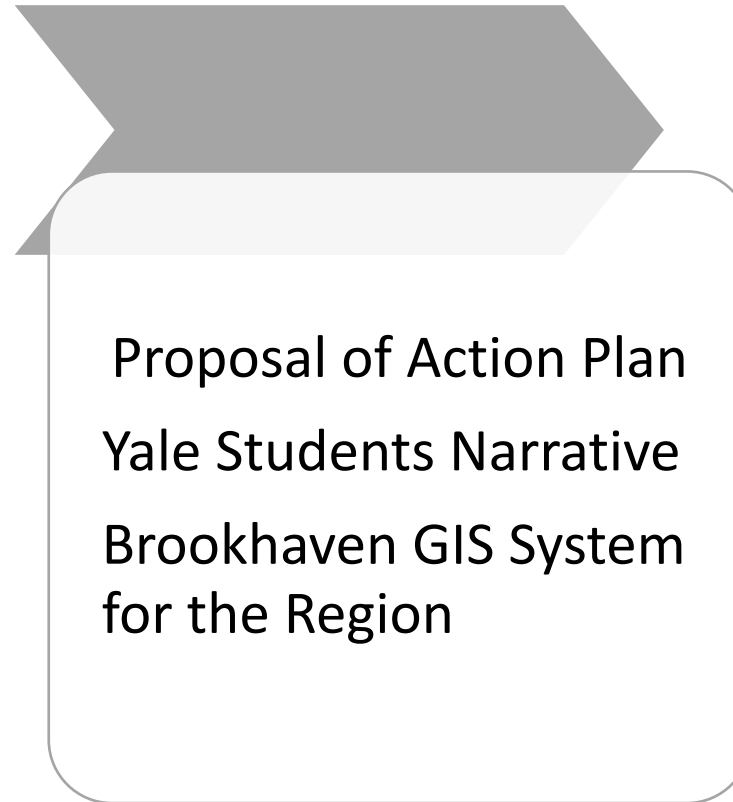 Proposal of Action Plan
Yale Students Narrative
Brookhaven GIS System
for the Region